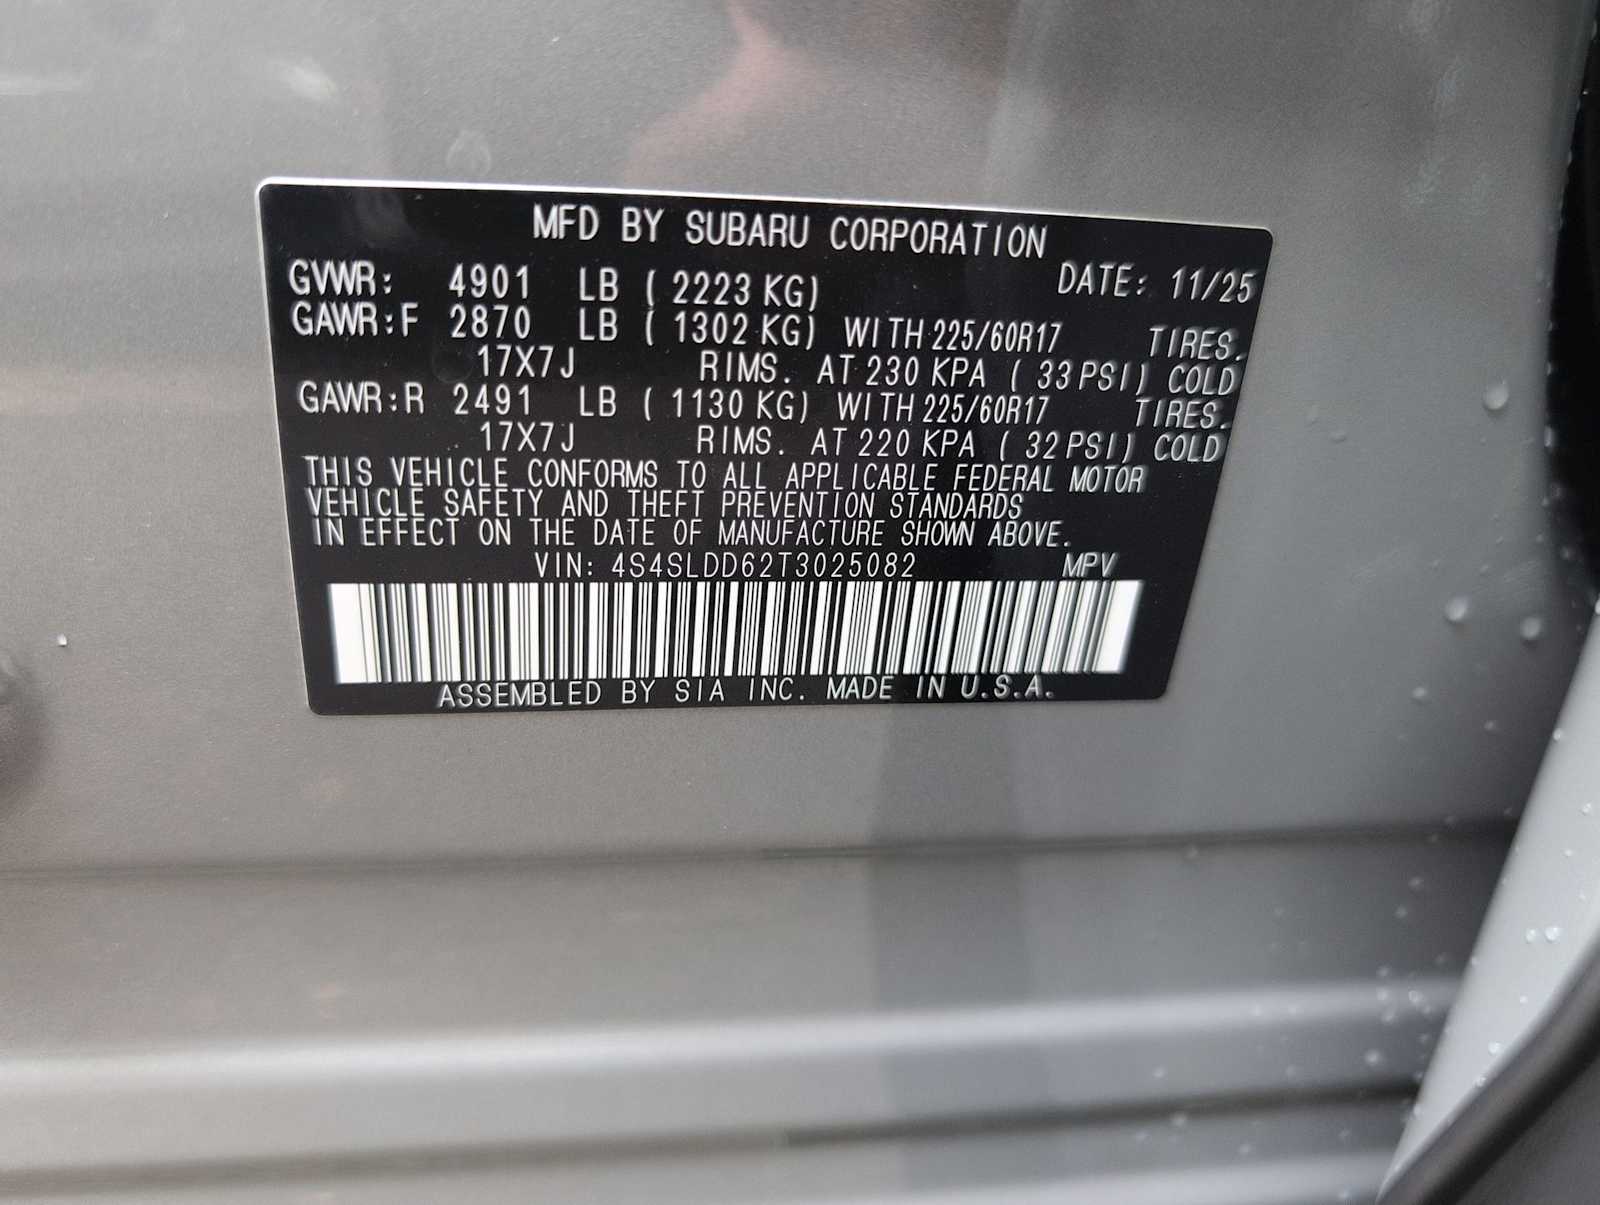 MFD BY SUBARU CORPORATION
GVWR: 4901 LB ( 2223 KG) DATE: 11/25
GAWR:F 2870 LB ( 1302 KG) WITH 225/60R17 TIRES.
17X7J RIMS. AT 230 KPA ( 33 PSI) COLD
GAWR:R 2491 LB ( 1130 KG) WITH 225/60R17 TIRES.
17X7J RIMS. AT 220 KPA ( 32 PSI) COLD
THIS VEHICLE CONFORMS TO ALL APPLICABLE FEDERAL MOTOR
VEHICLE SAFETY AND THEFT PREVENTION STANDARDS
IN EFFECT ON THE DATE OF MANUFACTURE SHOWN ABOVE.
VIN: 4S4SLDD62T3025082 MPV
ASSEMBLED BY SIA INC. MADE IN U.S.A.